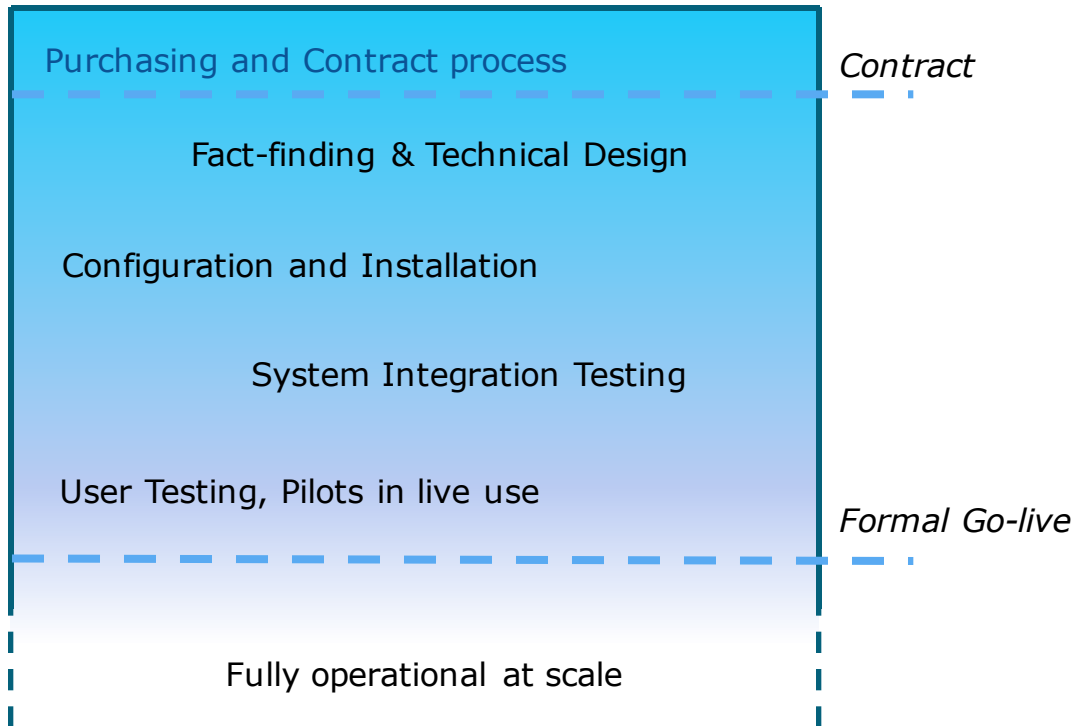 Purchasing and Contract process
Contract
Fact-finding & Technical Design
Configuration and Installation
System Integration Testing
User Testing, Pilots in live use
Formal Go-live
Fully operational at scale